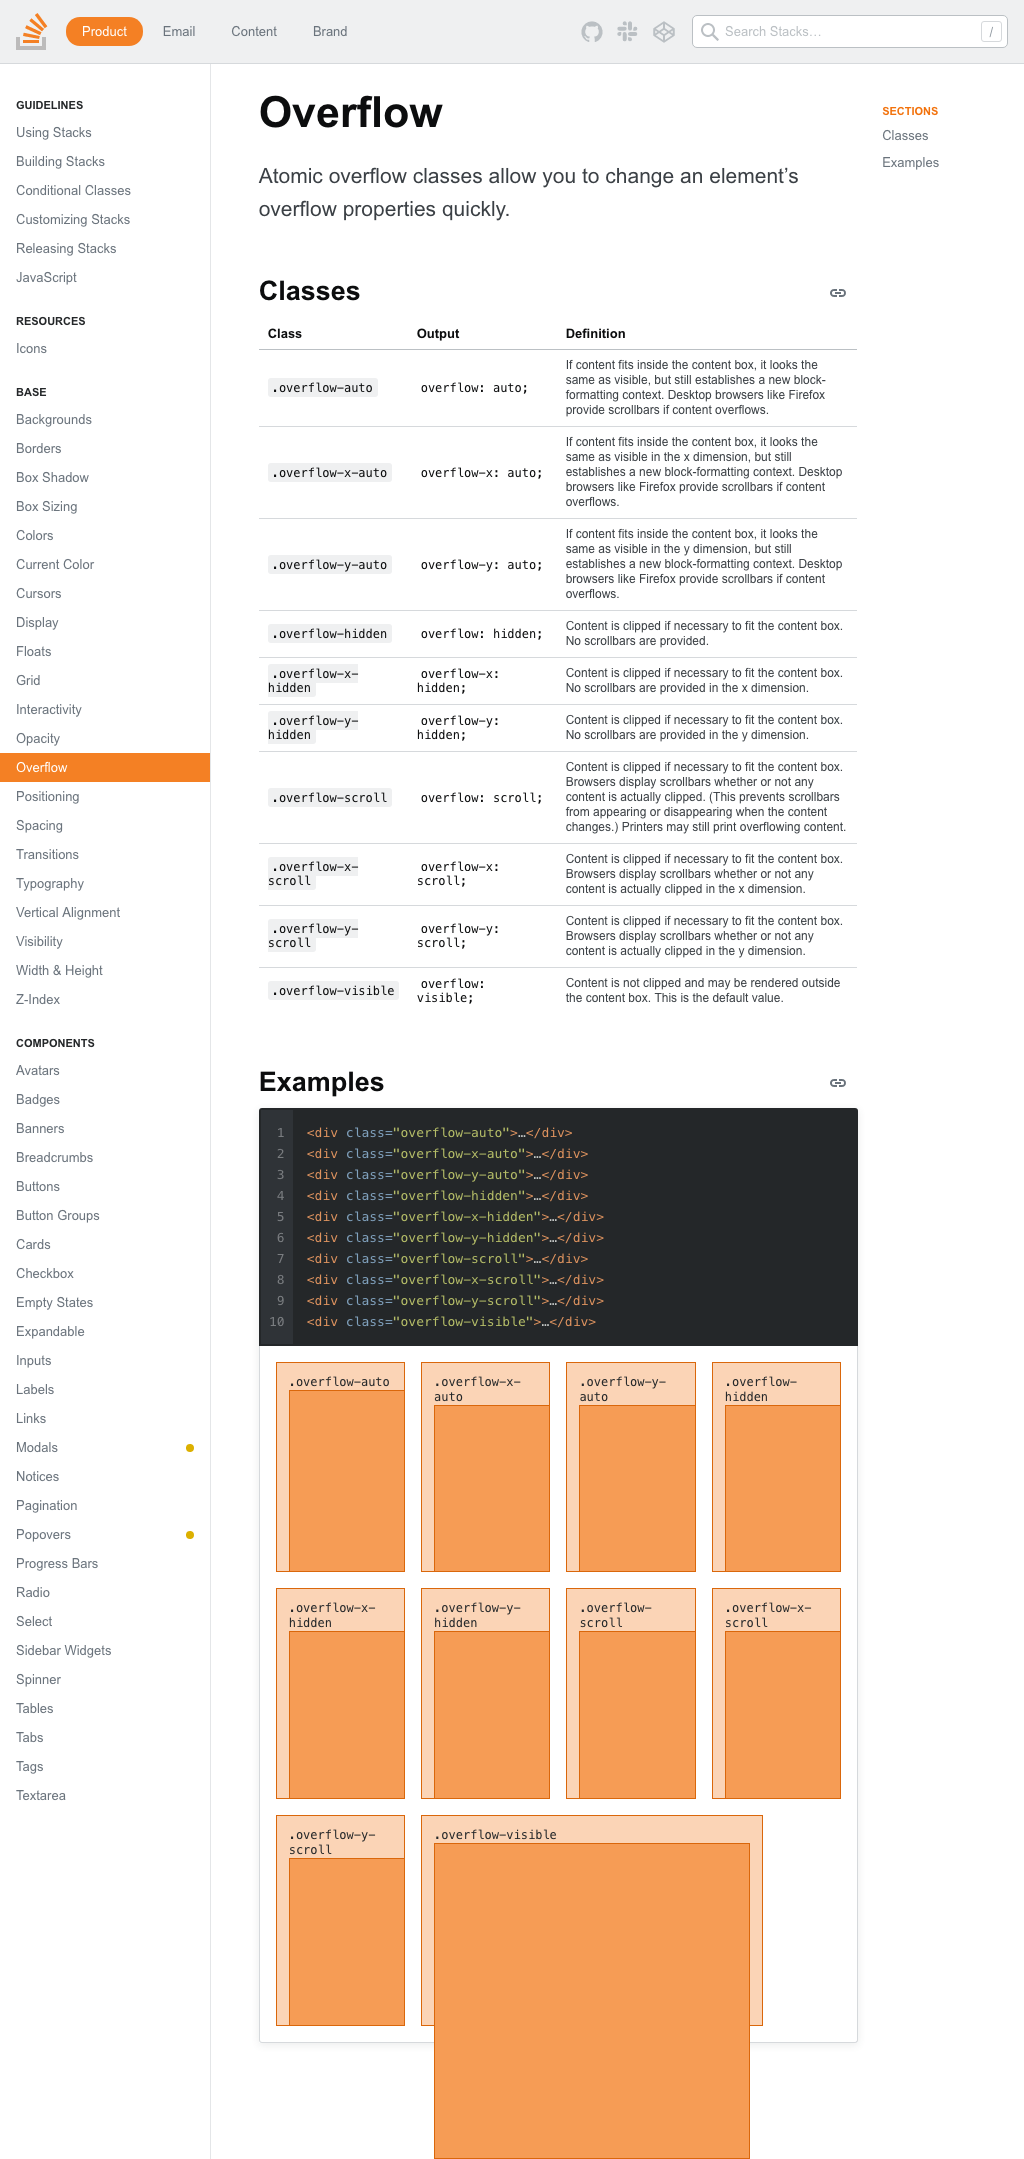 Product
Email
Content
Brand
Search Stacks…
/
GUIDELINES
Using Stacks
Building Stacks
Conditional Classes
Customizing Stacks
Releasing Stacks
JavaScript
RESOURCES
Icons
BASE
Backgrounds
Borders
Box Shadow
Box Sizing
Colors
Current Color
Cursors
Display
Floats
Grid
Interactivity
Opacity
Overflow
Positioning
Spacing
Transitions
Typography
Vertical Alignment
Visibility
Width & Height
Z-Index
COMPONENTS
Avatars
Badges
Banners
Breadcrumbs
Buttons
Button Groups
Cards
Checkbox
Empty States
Expandable
Inputs
Labels
Links
Modals
Notices
Pagination
Popovers
Progress Bars
Radio
Select
Sidebar Widgets
Spinner
Tables
Tabs
Tags
Textarea
Overflow
Atomic overflow classes allow you to change an element’s
overflow properties quickly.
SECTIONS
Classes
Examples
Classes
Class Output Definition
.overflow-auto
overflow: auto;
If content fits inside the content box, it looks the
same as visible, but still establishes a new block-
formatting context. Desktop browsers like Firefox
provide scrollbars if content overflows.
.overflow-x-auto
overflow-x: auto;
If content fits inside the content box, it looks the
same as visible in the x dimension, but still
establishes a new block-formatting context. Desktop
browsers like Firefox provide scrollbars if content
overflows.
.overflow-y-auto
overflow-y: auto;
If content fits inside the content box, it looks the
same as visible in the y dimension, but still
establishes a new block-formatting context. Desktop
browsers like Firefox provide scrollbars if content
overflows.
.overflow-hidden
overflow: hidden;
Content is clipped if necessary to fit the content box.
No scrollbars are provided.
.overflow-x-
hidden
overflow-x:
hidden;
Content is clipped if necessary to fit the content box.
No scrollbars are provided in the x dimension.
.overflow-y-
hidden
overflow-y:
hidden;
Content is clipped if necessary to fit the content box.
No scrollbars are provided in the y dimension.
.overflow-scroll
overflow: scroll;
Content is clipped if necessary to fit the content box.
Browsers display scrollbars whether or not any
content is actually clipped. (This prevents scrollbars
from appearing or disappearing when the content
changes.) Printers may still print overflowing content.
.overflow-x-
scroll
overflow-x:
scroll;
Content is clipped if necessary to fit the content box.
Browsers display scrollbars whether or not any
content is actually clipped in the x dimension.
.overflow-y-
scroll
overflow-y:
scroll;
Content is clipped if necessary to fit the content box.
Browsers display scrollbars whether or not any
content is actually clipped in the y dimension.
.overflow-visible
overflow:
visible;
Content is not clipped and may be rendered outside
the content box. This is the default value.
Examples
1 <div class="overflow-auto">…</div>
2 <div class="overflow-x-auto">…</div>
3 <div class="overflow-y-auto">…</div>
4 <div class="overflow-hidden">…</div>
5 <div class="overflow-x-hidden">…</div>
6 <div class="overflow-y-hidden">…</div>
7 <div class="overflow-scroll">…</div>
8 <div class="overflow-x-scroll">…</div>
9 <div class="overflow-y-scroll">…</div>
10 <div class="overflow-visible">…</div>
.overflow-auto
.overflow-x-
auto
.overflow-y-
auto
.overflow-
hidden
.overflow-x-
hidden
.overflow-y-
hidden
.overflow-
scroll
.overflow-x-
scroll
.overflow-y-
scroll
.overflow-visible